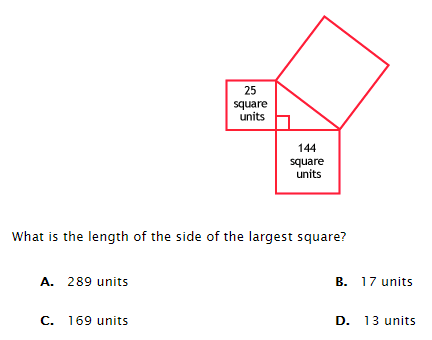 25
square
units
144
square
units
What is the length of the side of the largest square?
A. 289 units
B. 17 units
C. 169 units
D. 13 units